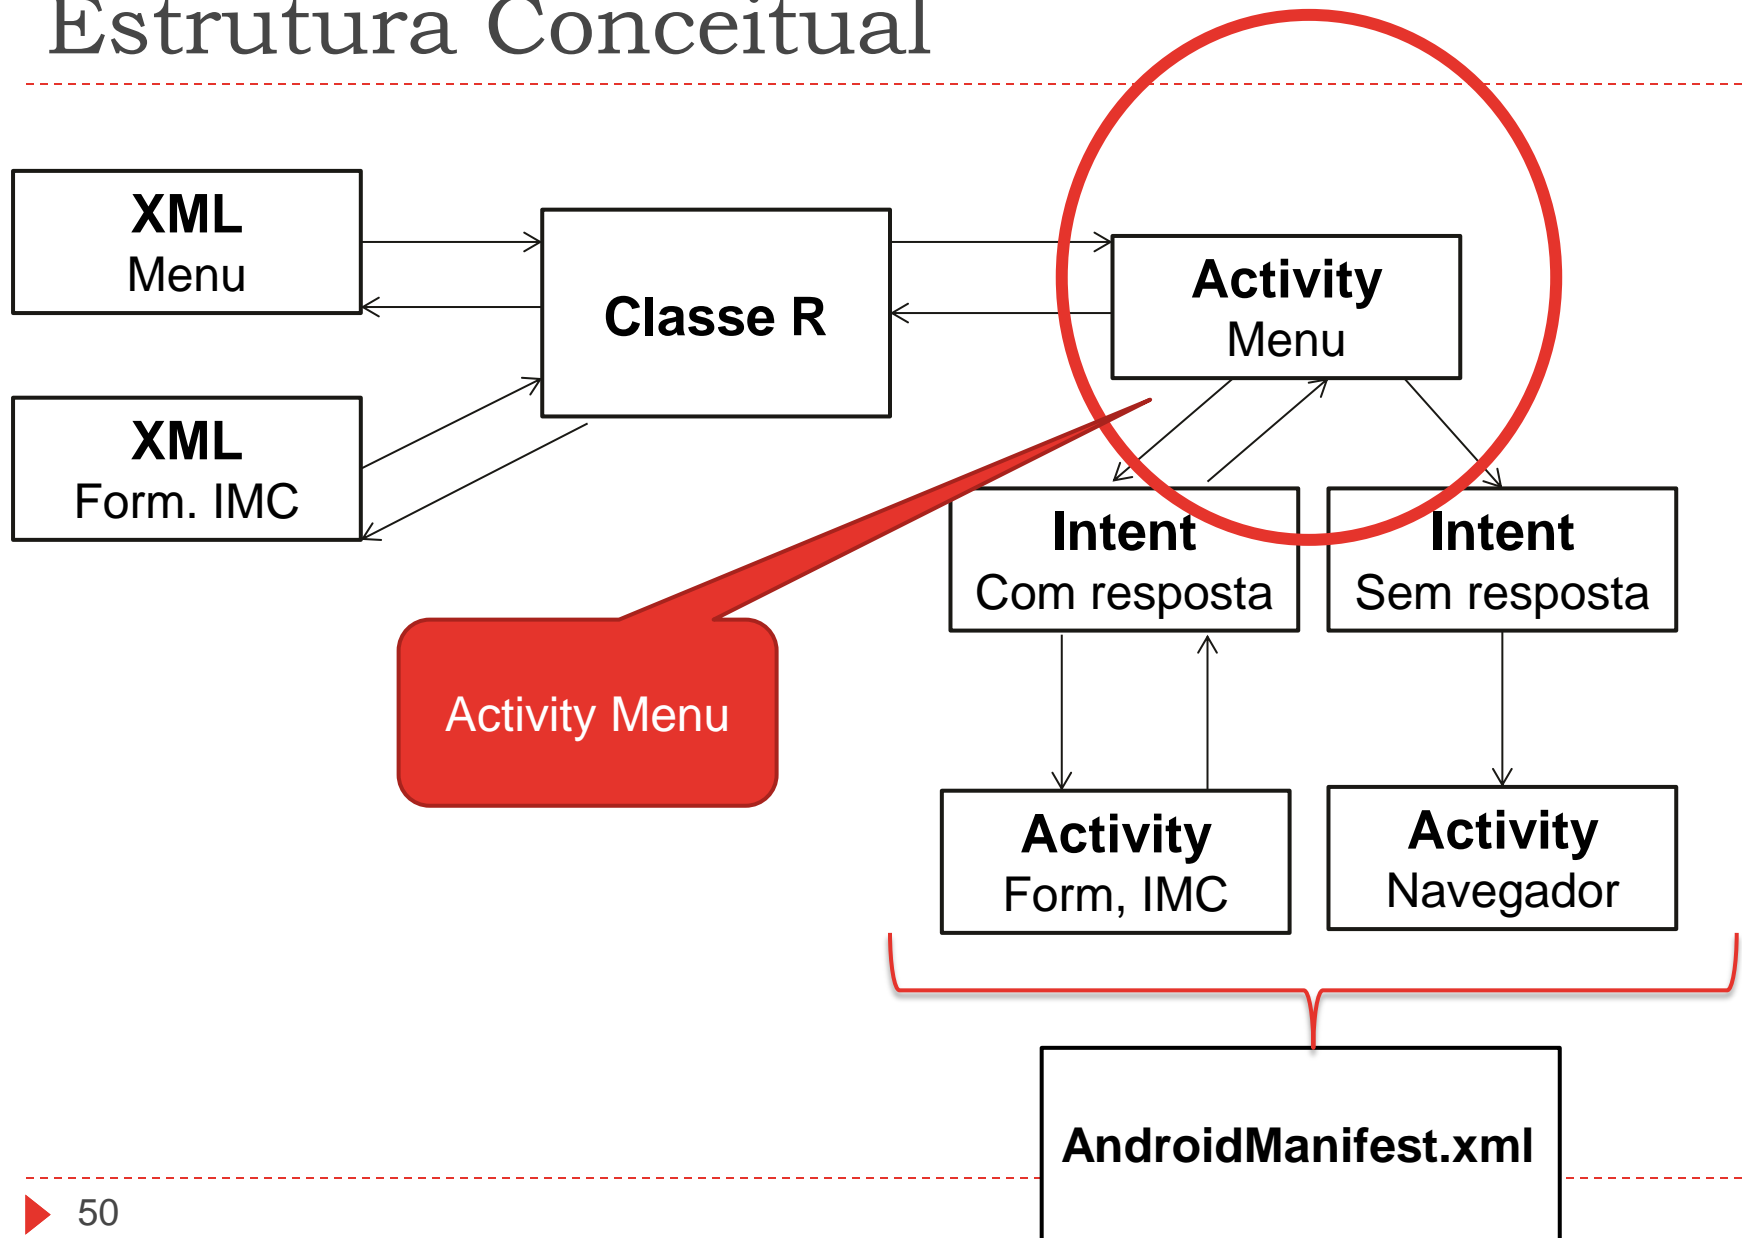 Estrutura Conceitual
XML
Menu
Classe R
Activity
Menu
XML
Form. IMC
Intent
Com resposta
Intent
Sem resposta
Activity Menu
Activity
Form, IMC
Activity
Navegador
AndroidManifest.xml
50